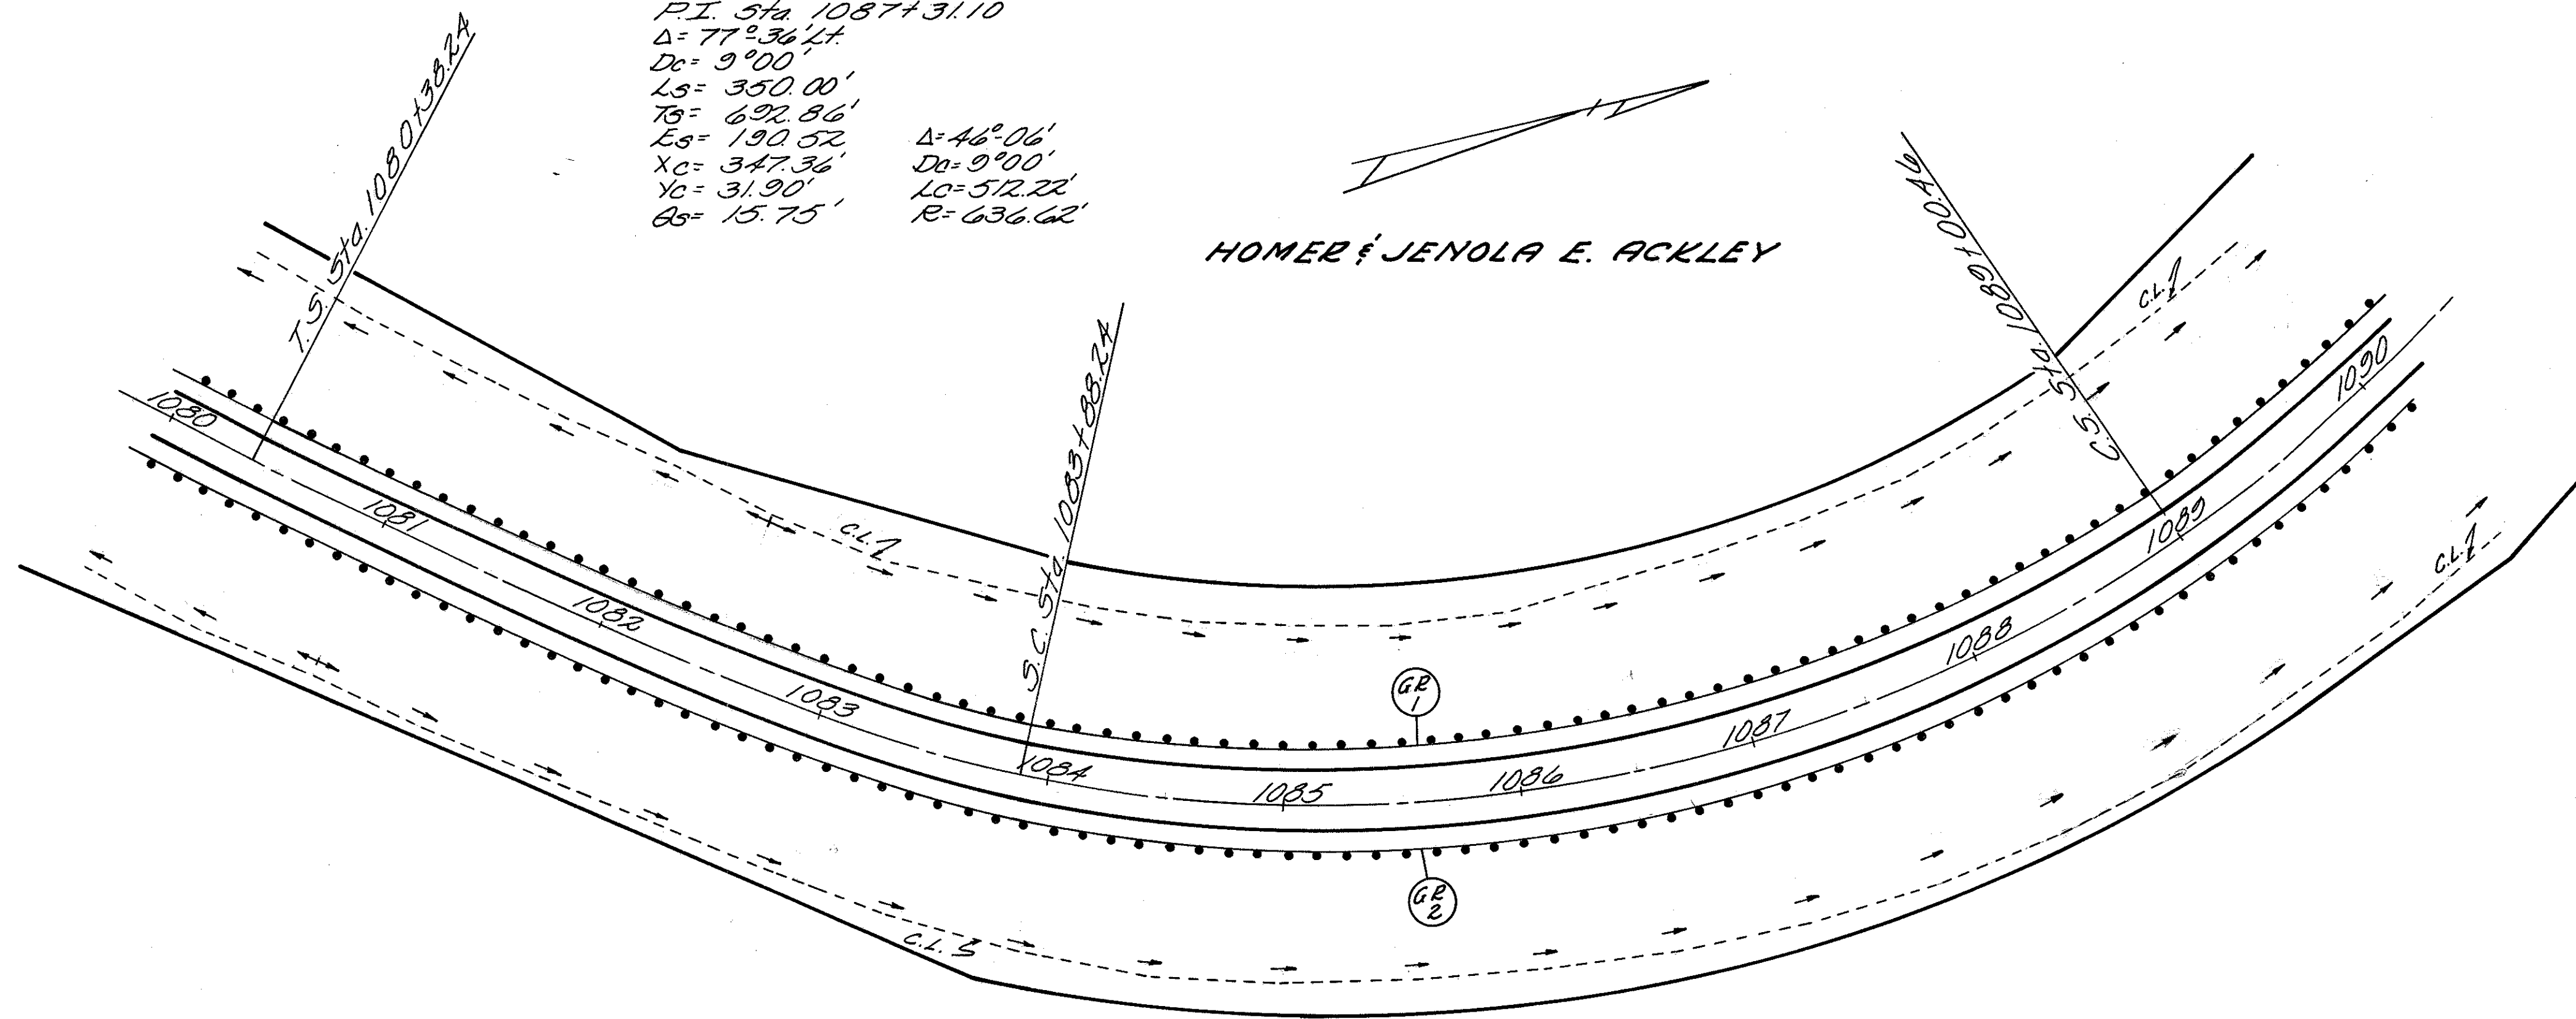 P.I. Sta. 1087+31.10
Δ= 77°-36' Lt.
Dc= 9°00'
Ls= 350.00'
Ts= 692.86'
Es= 190.52
Xc= 347.36'
Yc= 31.90'
θs= 15.75'
Δ=46°-06'
Dc=9°00'
Lc=512.22'
R=636.62'
T.S. Sta. 1080+38.24
HOMER & JENOLA E. ACKLEY
S.C. Sta. 1083+88.24
C.S. Sta. 1089+00.46
C.L. 1
C.L. 1
1080
1081
1082
1083
1084
1085
1086
1087
1088
1089
1090
GR
1
GR
2
C.L. 5
C.L. 1